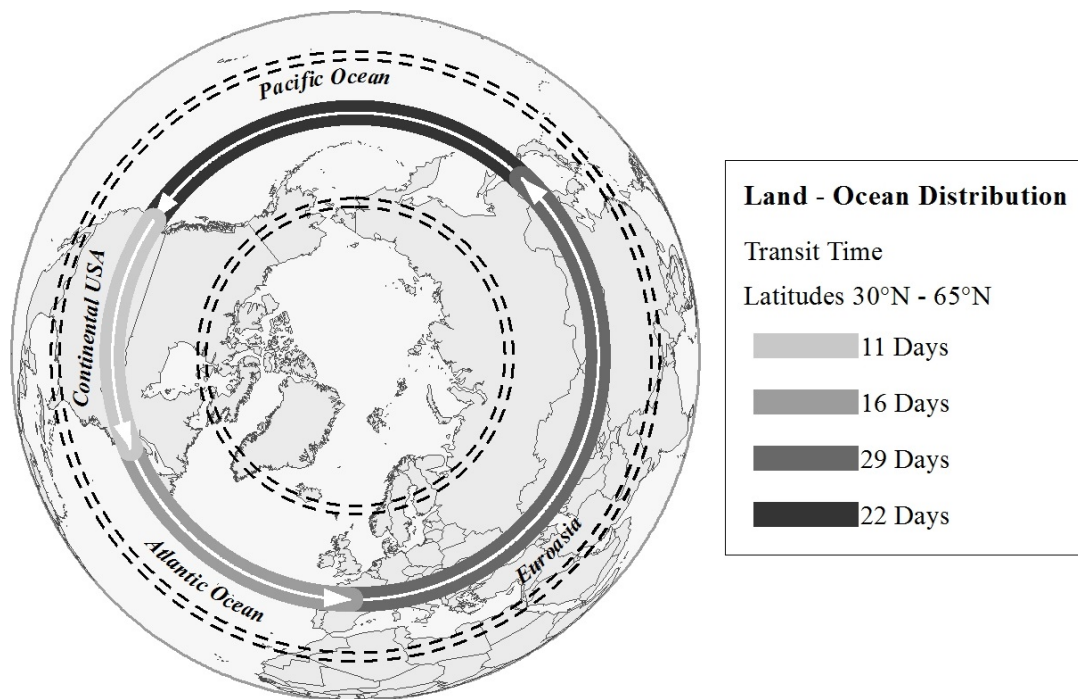 Pacific Ocean
Continental USA
Atlantic Ocean
Euroasia
Land - Ocean Distribution
Transit Time
Latitudes 30°N - 65°N
11 Days
16 Days
29 Days
22 Days